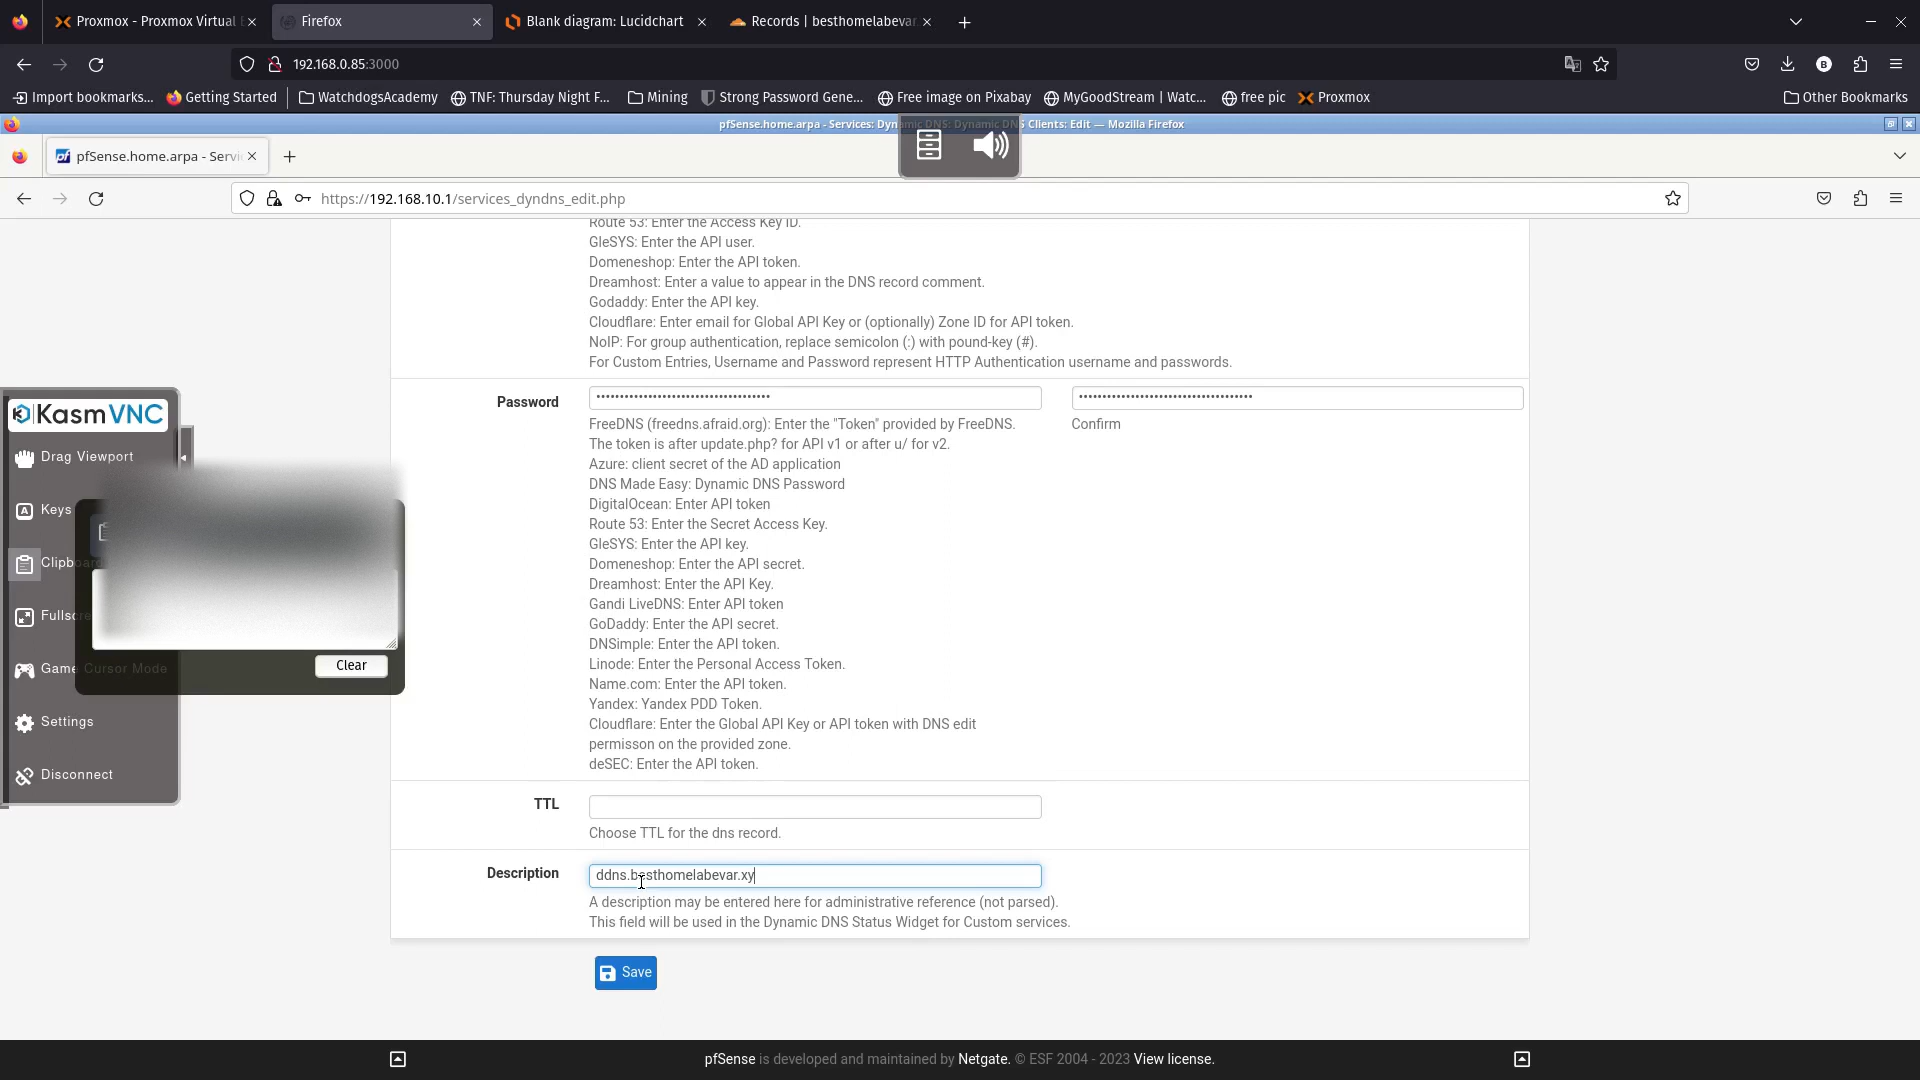 Proxmox - Proxmox Virtual E
Firefox
Blank diagram: Lucidchart
Records | besthomelabevar.
192.168.0.85:3000
B
Import bookmarks...
Getting Started
WatchdogsAcademy
TNF: Thursday Night F...
Mining
Strong Password Gene...
Free image on Pixabay
MyGoodStream | Watc...
free pic
Proxmox
Other Bookmarks
pfSense.home.arpa - Services: Dynamic DNS: Dynamic DNS Clients: Edit — Mozilla Firefox
pfSense.home.arpa - Servi
https://192.168.10.1/services_dyndns_edit.php
Route 53: Enter the Access Key ID.
GleSYS: Enter the API user.
Domeneshop: Enter the API token.
Dreamhost: Enter a value to appear in the DNS record comment.
Godaddy: Enter the API key.
Cloudflare: Enter email for Global API Key or (optionally) Zone ID for API token.
NoIP: For group authentication, replace semicolon (:) with pound-key (#).
For Custom Entries, Username and Password represent HTTP Authentication username and passwords.
Password
FreeDNS (freedns.afraid.org): Enter the "Token" provided by FreeDNS.
Confirm
The token is after update.php? for API v1 or after u/ for v2.
Azure: client secret of the AD application
DNS Made Easy: Dynamic DNS Password
DigitalOcean: Enter API token
Route 53: Enter the Secret Access Key.
GleSYS: Enter the API key.
Domeneshop: Enter the API secret.
Dreamhost: Enter the API Key.
Gandi LiveDNS: Enter API token
GoDaddy: Enter the API secret.
DNSimple: Enter the API token.
Linode: Enter the Personal Access Token.
Name.com: Enter the API token.
Yandex: Yandex PDD Token.
Cloudflare: Enter the Global API Key or API token with DNS edit
permisson on the provided zone.
deSEC: Enter the API token.
TTL
Choose TTL for the dns record.
Description
ddns.besthomelabevar.xy
A description may be entered here for administrative reference (not parsed).
This field will be used in the Dynamic DNS Status Widget for Custom services.
Save
KasmVNC
Drag Viewport
A
Keys
Clipboa
Fullscre
Game Cursor Mode
Clear
Settings
Disconnect
pfSense is developed and maintained by Netgate. © ESF 2004 - 2023 View license.